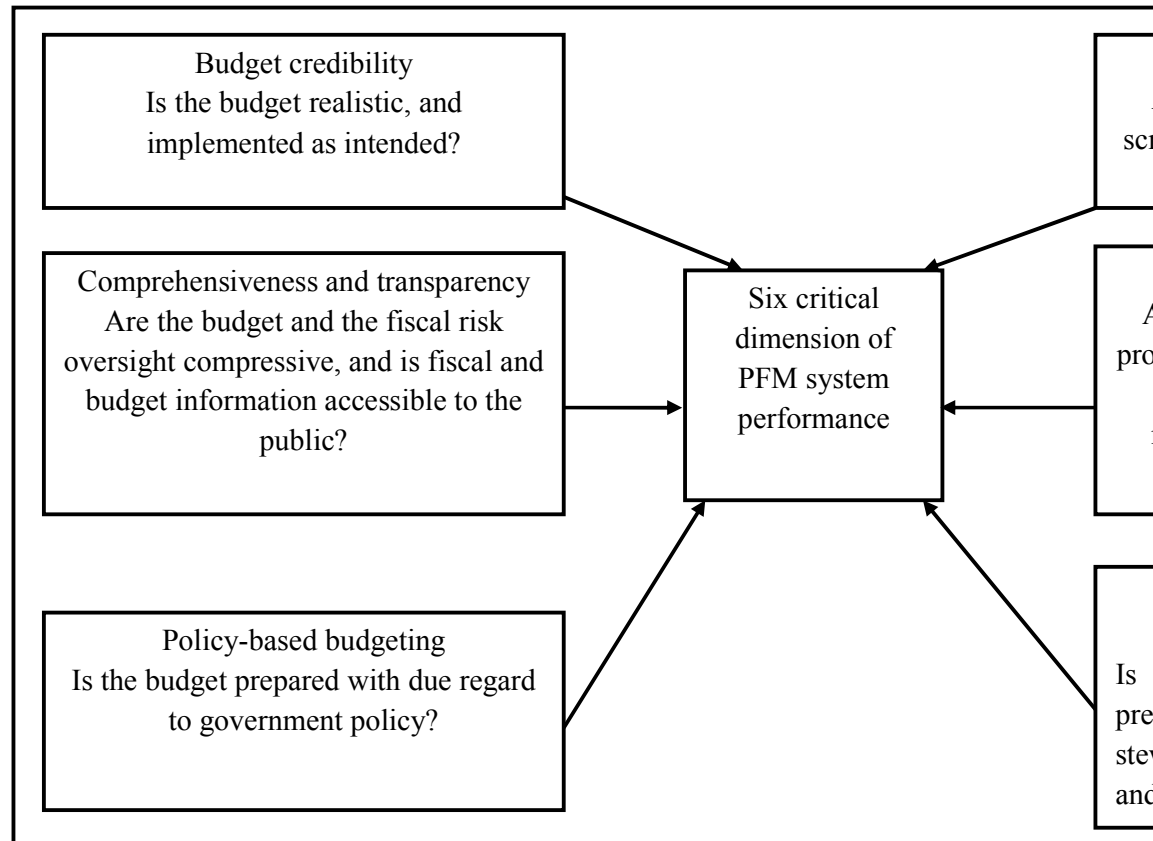 Budget credibility
Is the budget realistic, and
implemented as intended?
Comprehensiveness and transparency
Are the budget and the fiscal risk
oversight compressive, and is fiscal and
budget information accessible to the
public?
Policy-based budgeting
Is the budget prepared with due regard
to government policy?
Six critical
dimension of
PFM system
performance
Is
and